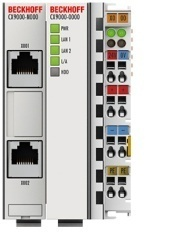 BECKHOFF
CX9000-N000
BECKHOFF
CX9000-0000
X001
PWR
LAN 1
LAN 2
L/A
HDD
X002